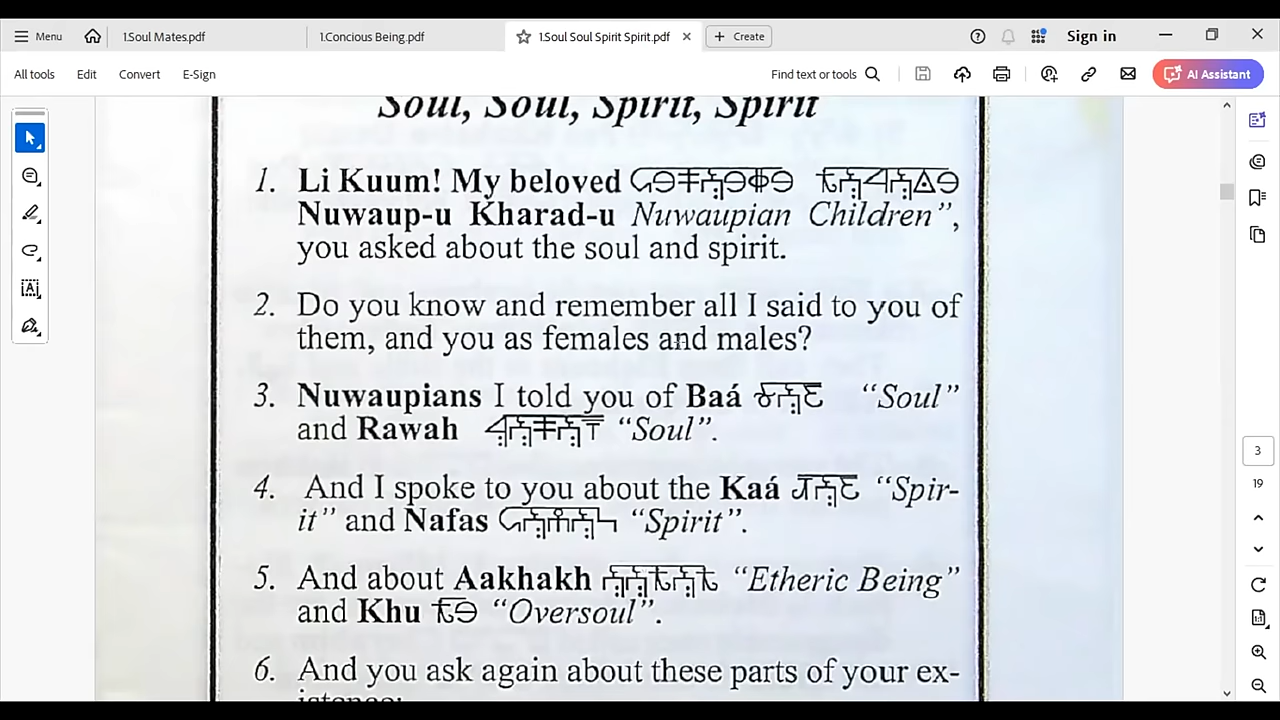 Menu
1.Soul Mates.pdf
1.Concious Being.pdf
1.Soul Soul Spirit Spirit.pdf
Create
Sign in
All tools
Edit
Convert
E-Sign
Find text or tools
AI Assistant
Soul, Soul, Spirit, Spirit
1. Li Kuum! My beloved
Nuwaup-u Kharad-u Nuwaupian Children”,
you asked about the soul and spirit.
2. Do you know and remember all I said to you of
them, and you as females and males?
3. Nuwaupians I told you of Baá “Soul”
and Rawah “Soul”.
4. And I spoke to you about the Kaá “Spir-
it” and Nafas “Spirit”.
5. And about Aakhakh “Etheric Being”
and Khu “Oversoul”.
6. And you ask again about these parts of your ex-
istence:
3
19